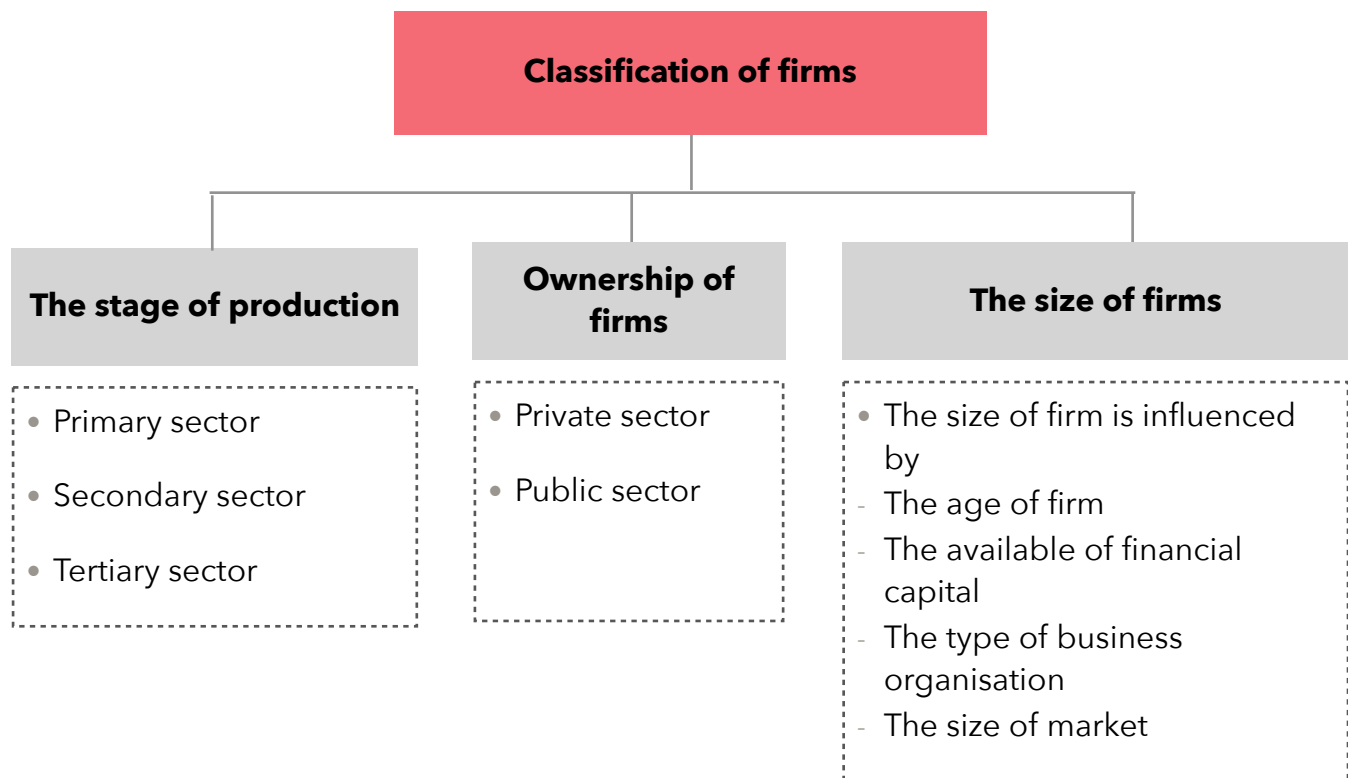 Classification of firms
The stage of production
• Primary sector
• Secondary sector
• Tertiary sector
Ownership of
firms
• Private sector
• Public sector
The size of firms
• The size of firm is influenced
by
- The age of firm
- The available of financial
capital
- The type of business
organisation
- The size of market